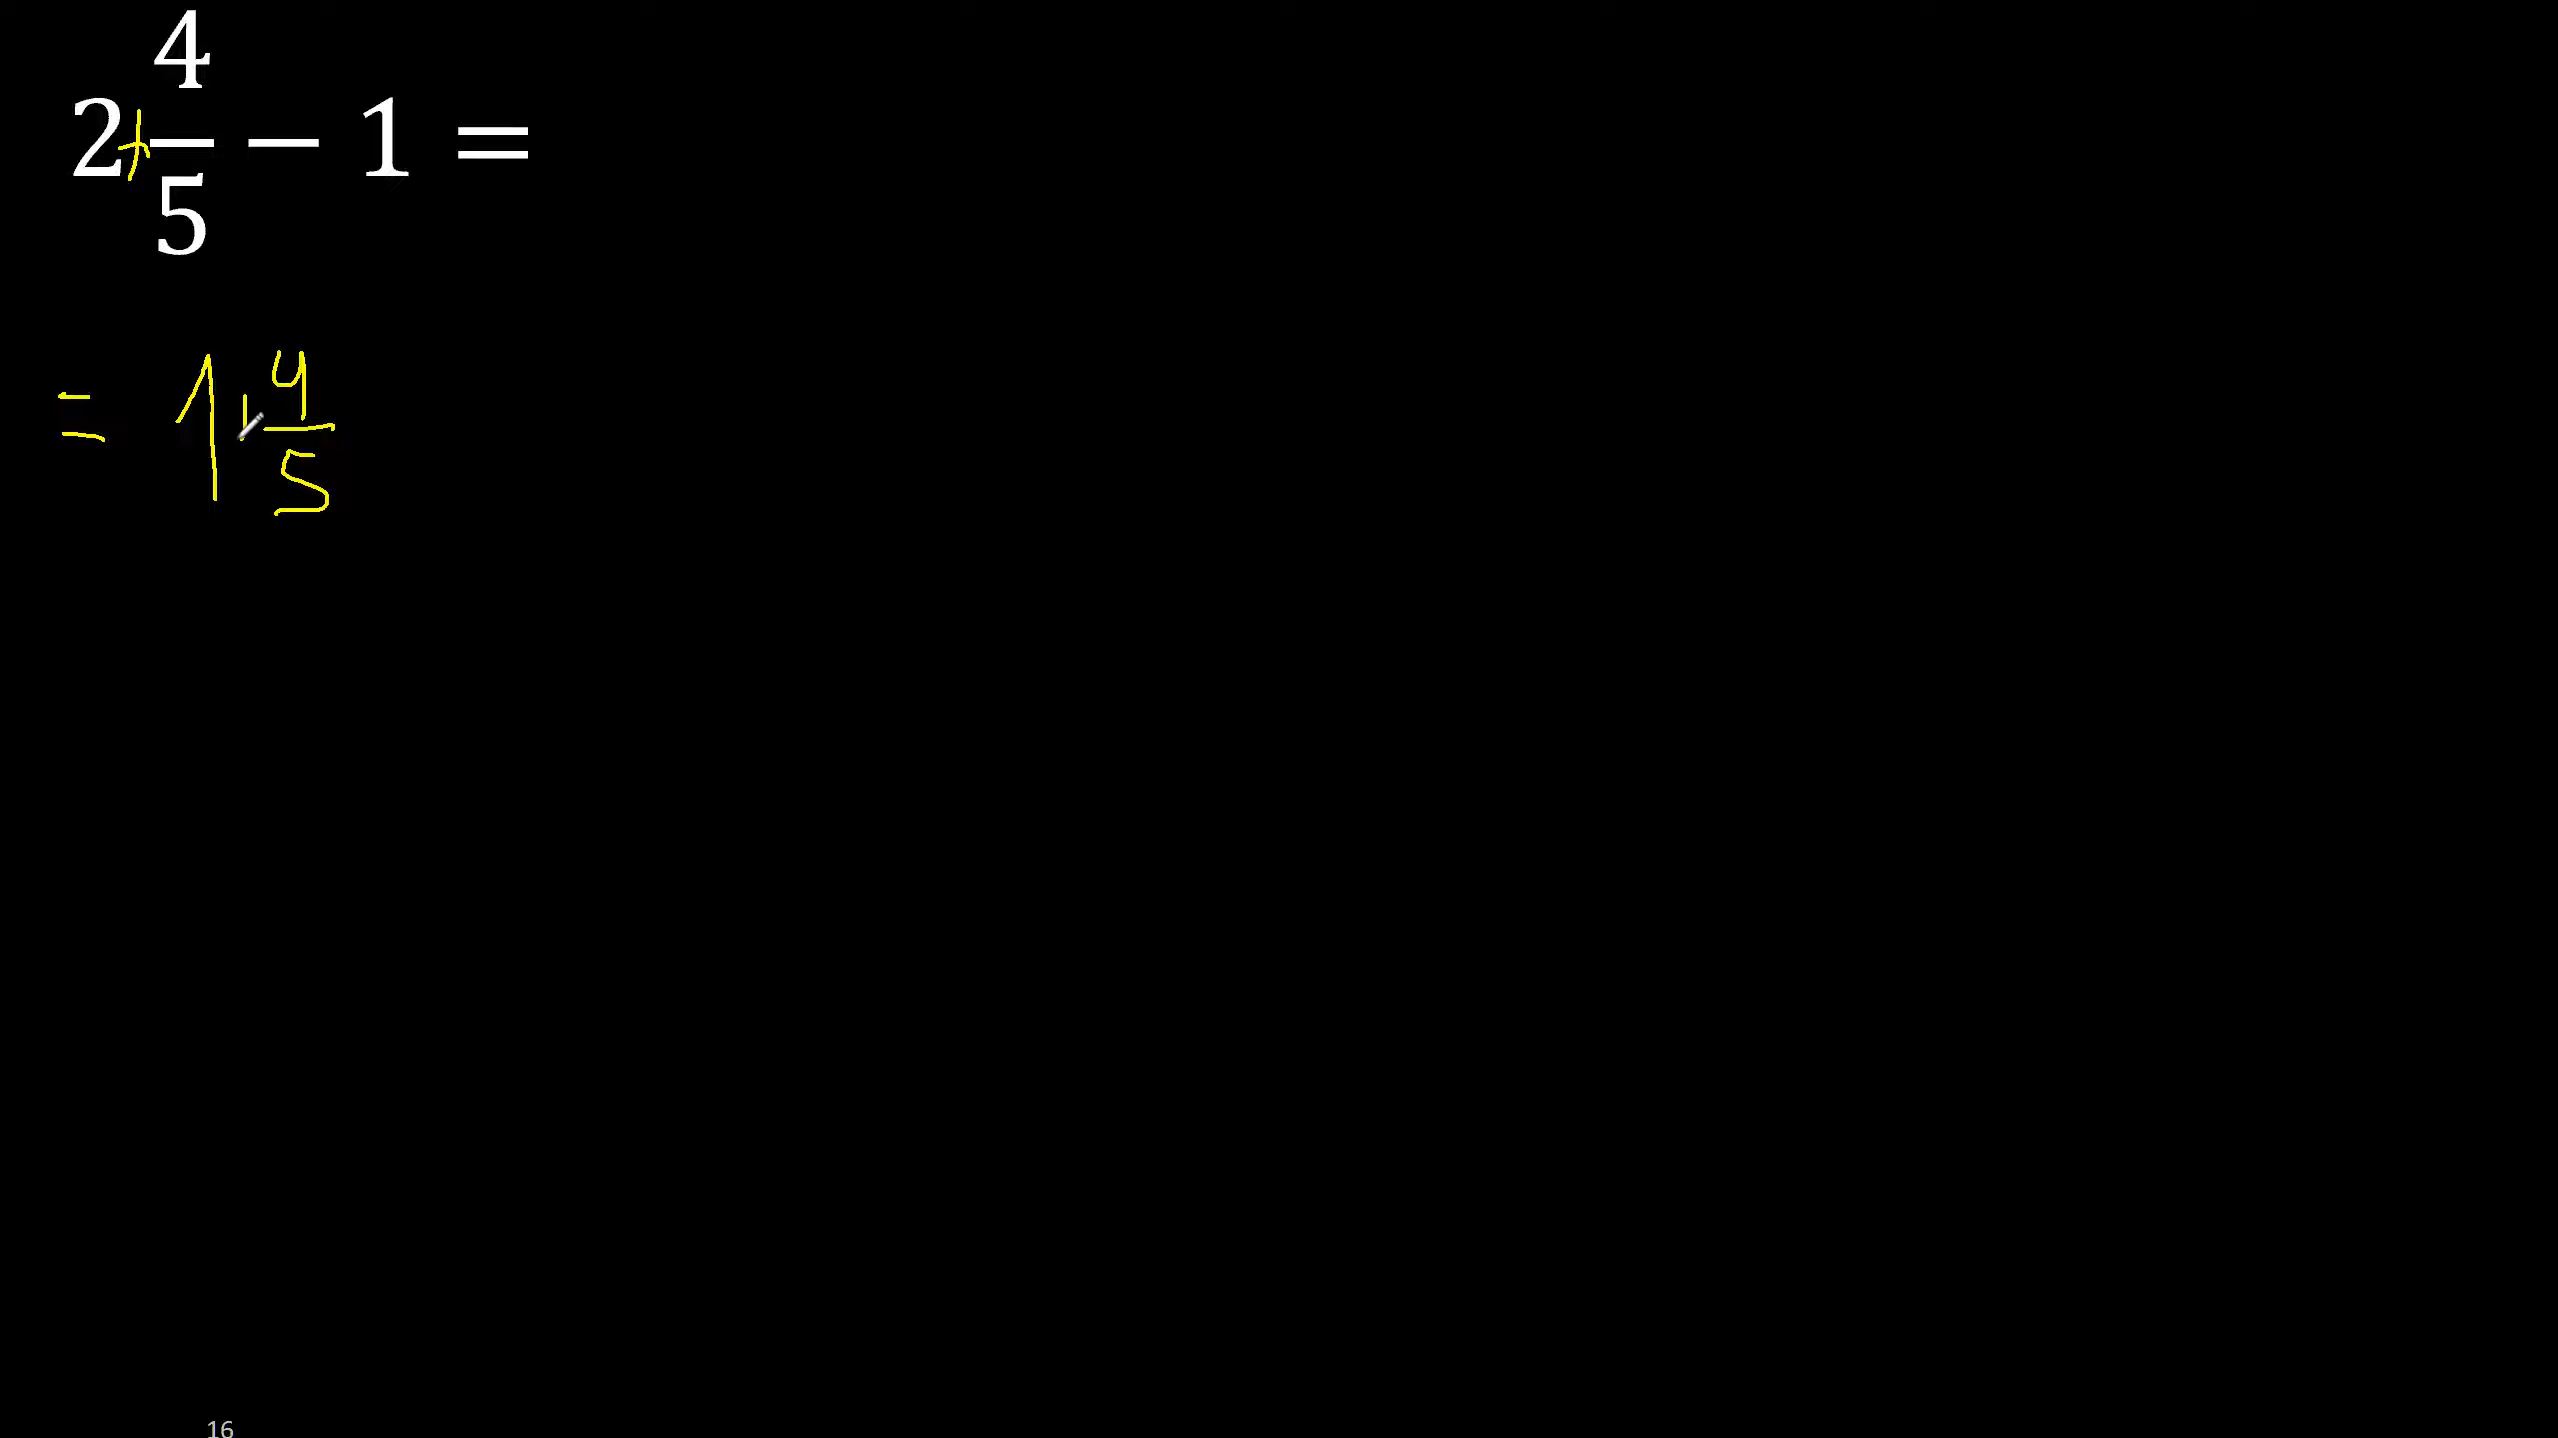 2+4/5 − 1 =
= 1 4/5
16